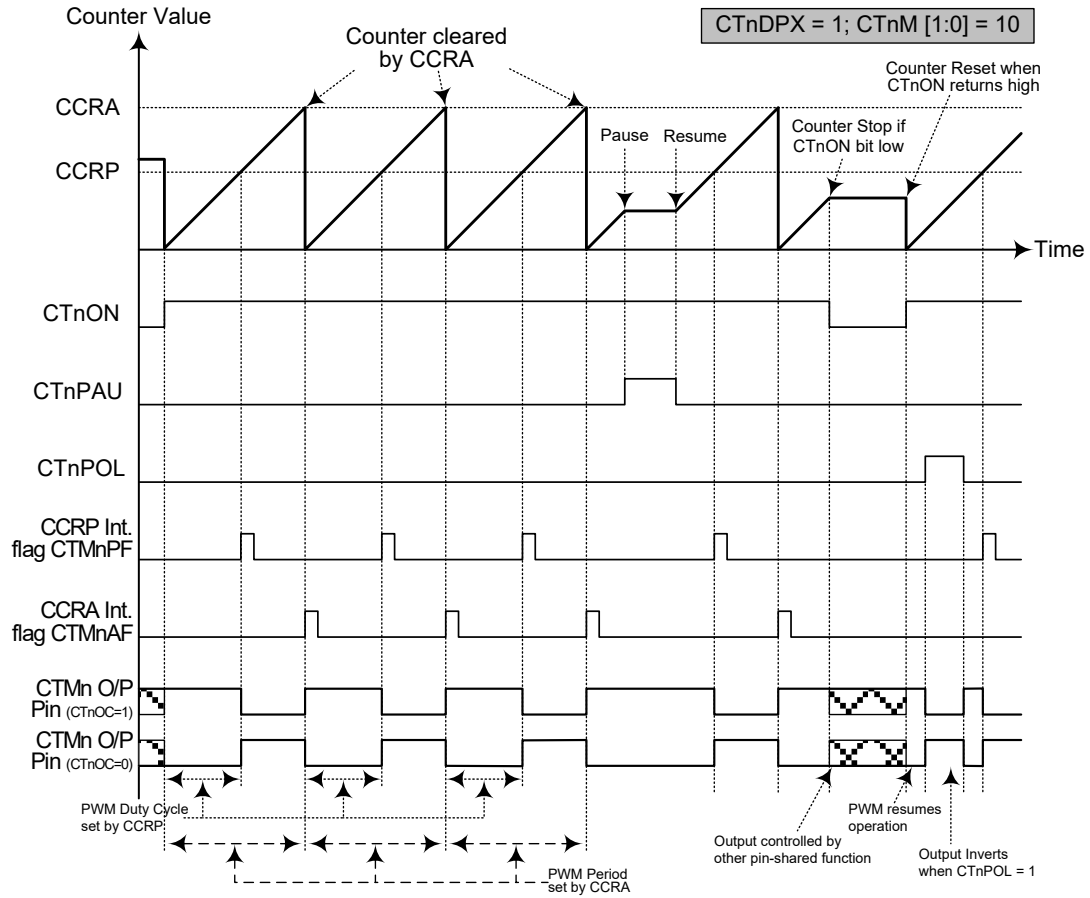 Counter Value
CTnDPX = 1; CTnM [1:0] = 10
Counter cleared
by CCRA
Counter Reset when
CTnON returns high
CCRA
Pause
Resume
Counter Stop if
CTnON bit low
CCRP
Time
CTnON
CTnPAU
CTnPOL
CCRP Int.
flag CTMnPF
CCRA Int.
flag CTMnAF
CTMn O/P
Pin (CTnOC=1)
CTMn O/P
Pin (CTnOC=0)
PWM Duty Cycle
set by CCRP
PWM resumes
operation
Output controlled by
other pin-shared function
Output Inverts
when CTnPOL = 1
PWM Period
set by CCRA